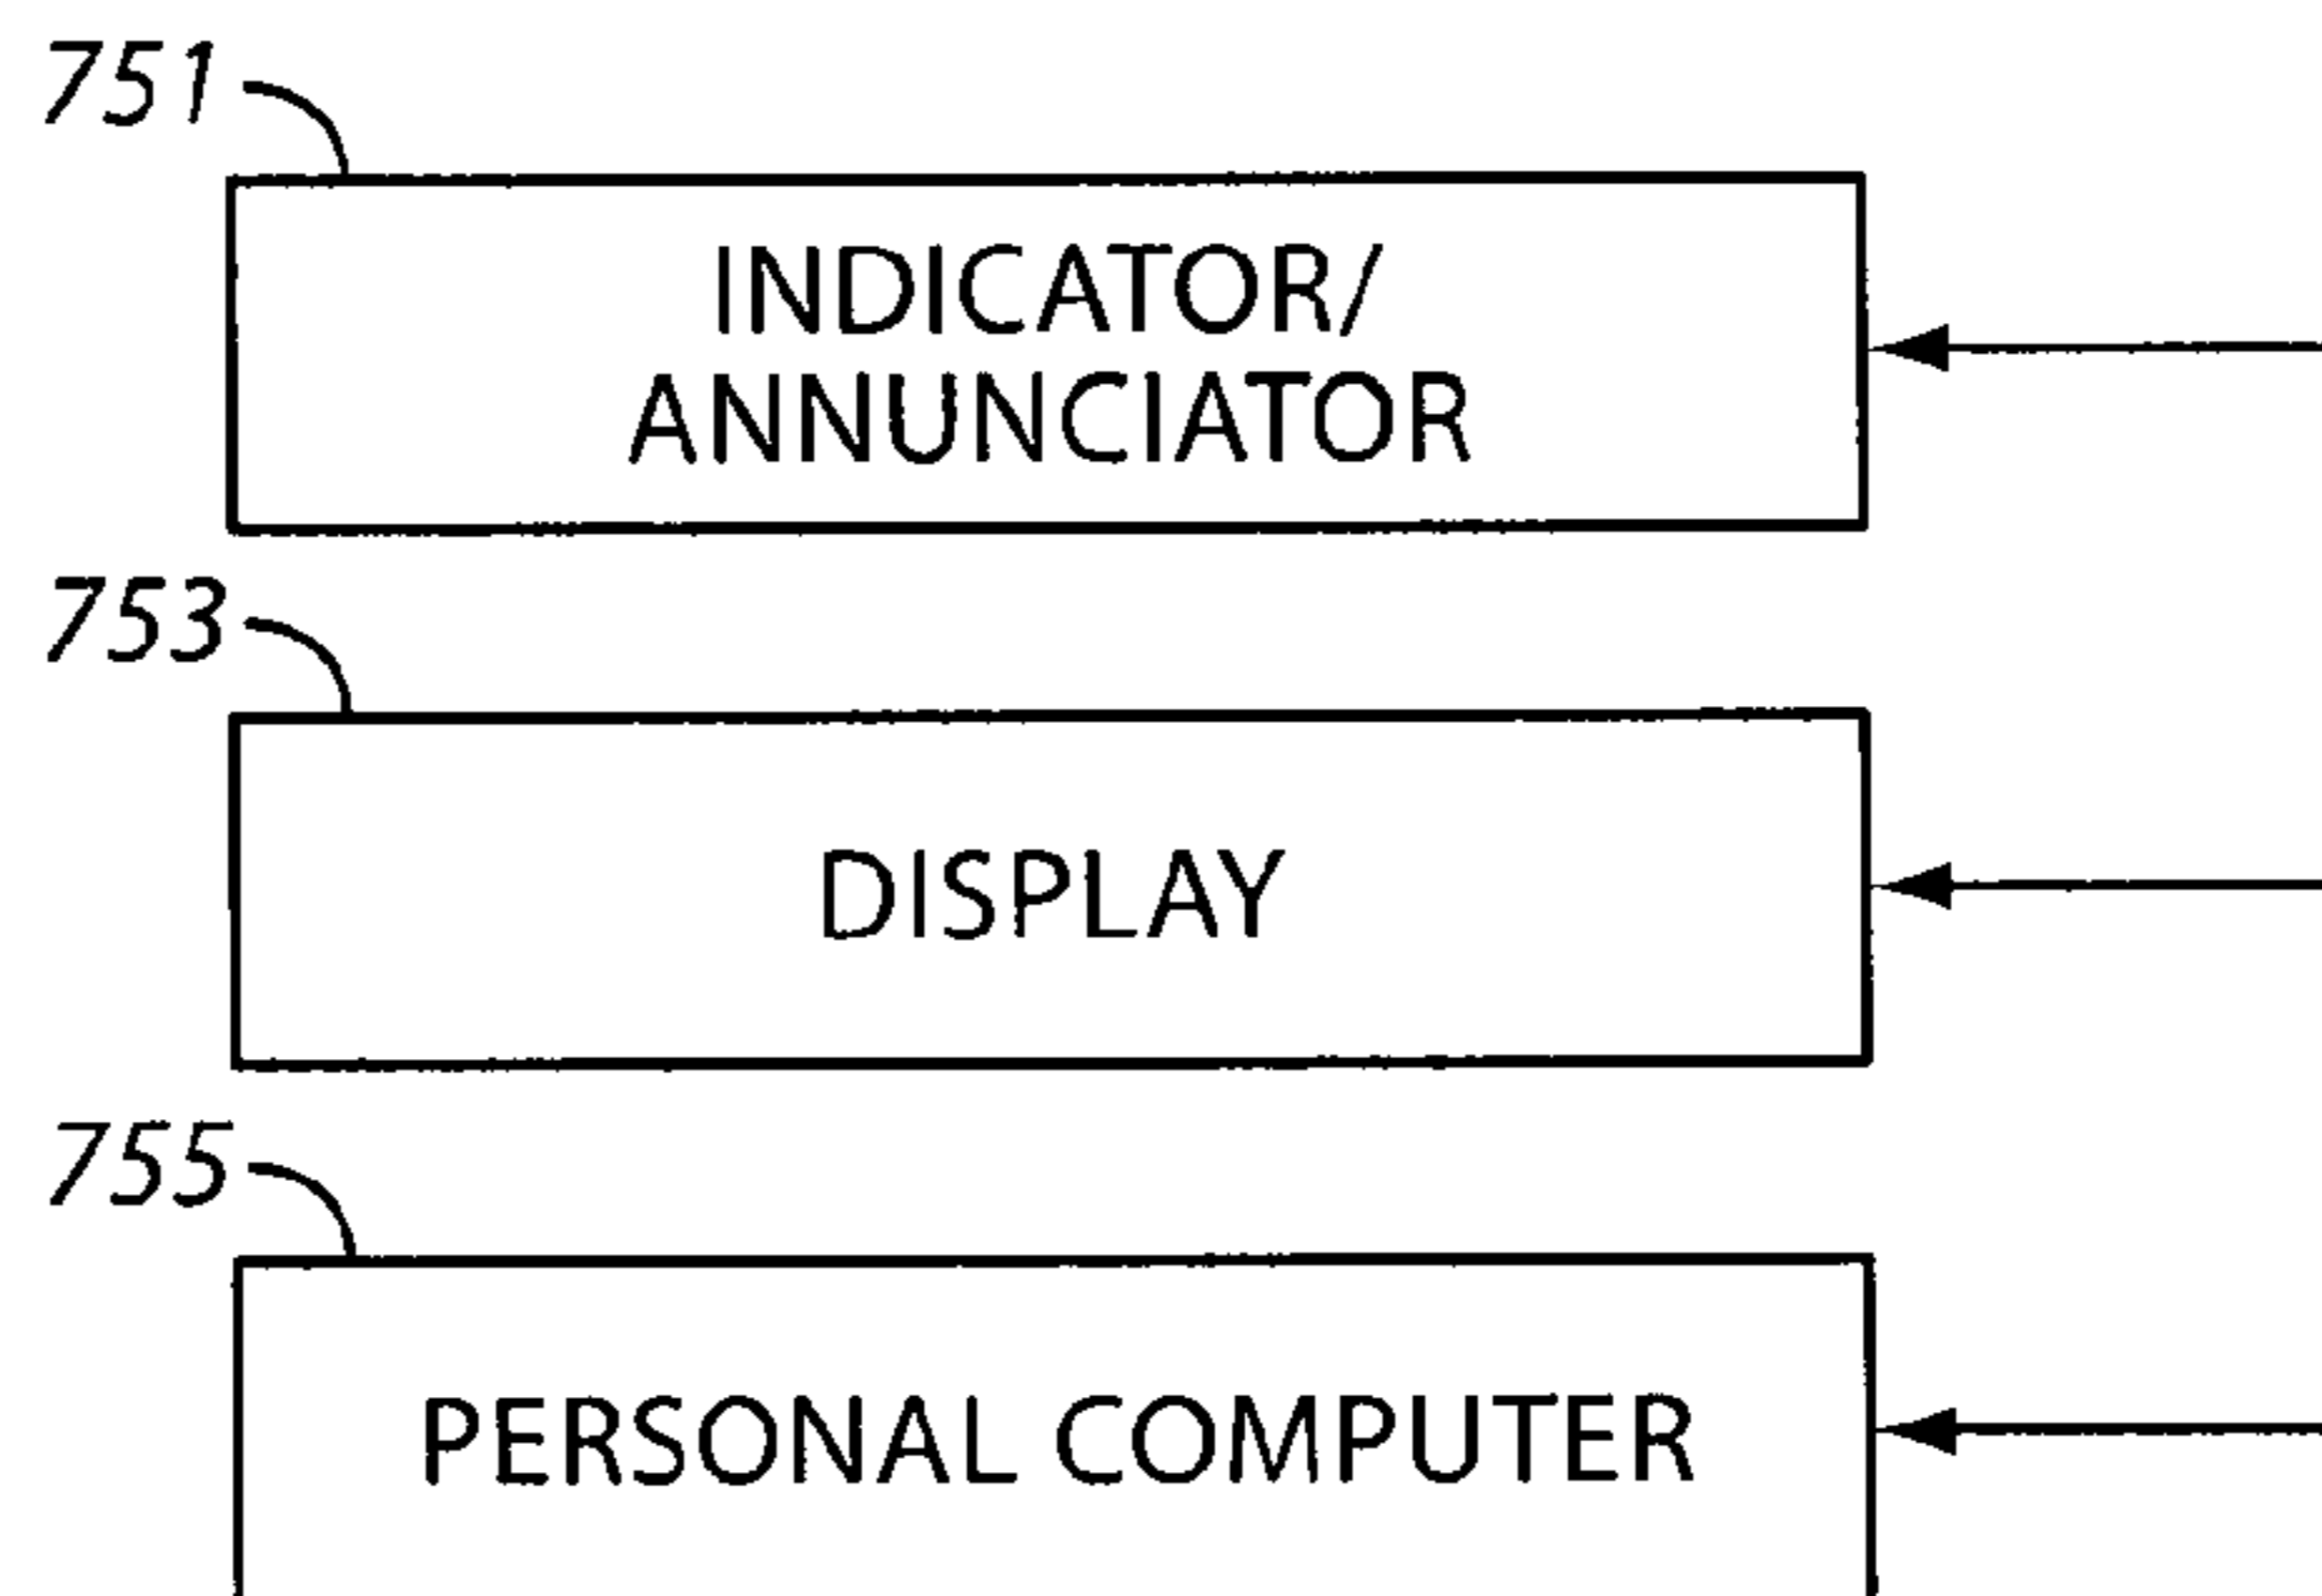 751
INDICATOR/
ANNUNCIATOR
753
DISPLAY
755
PERSONAL COMPUTER